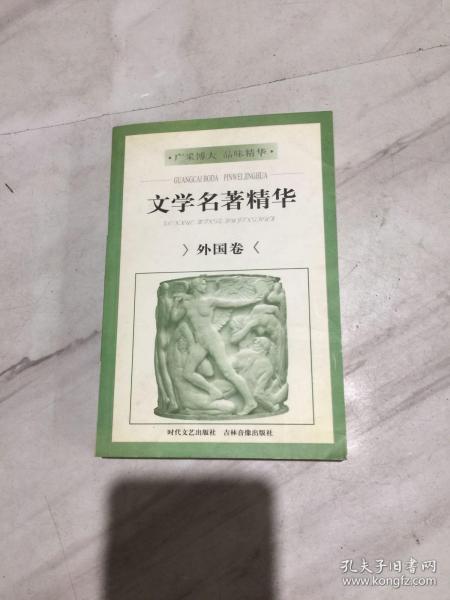 ·广采博大 品味精华·
GUANGCAI BODA PINWEI JINGHUA
文学名著精华
〉外国卷〈
时代文艺出版社 吉林音像出版社
孔夫子旧书网
www.kongfz.com